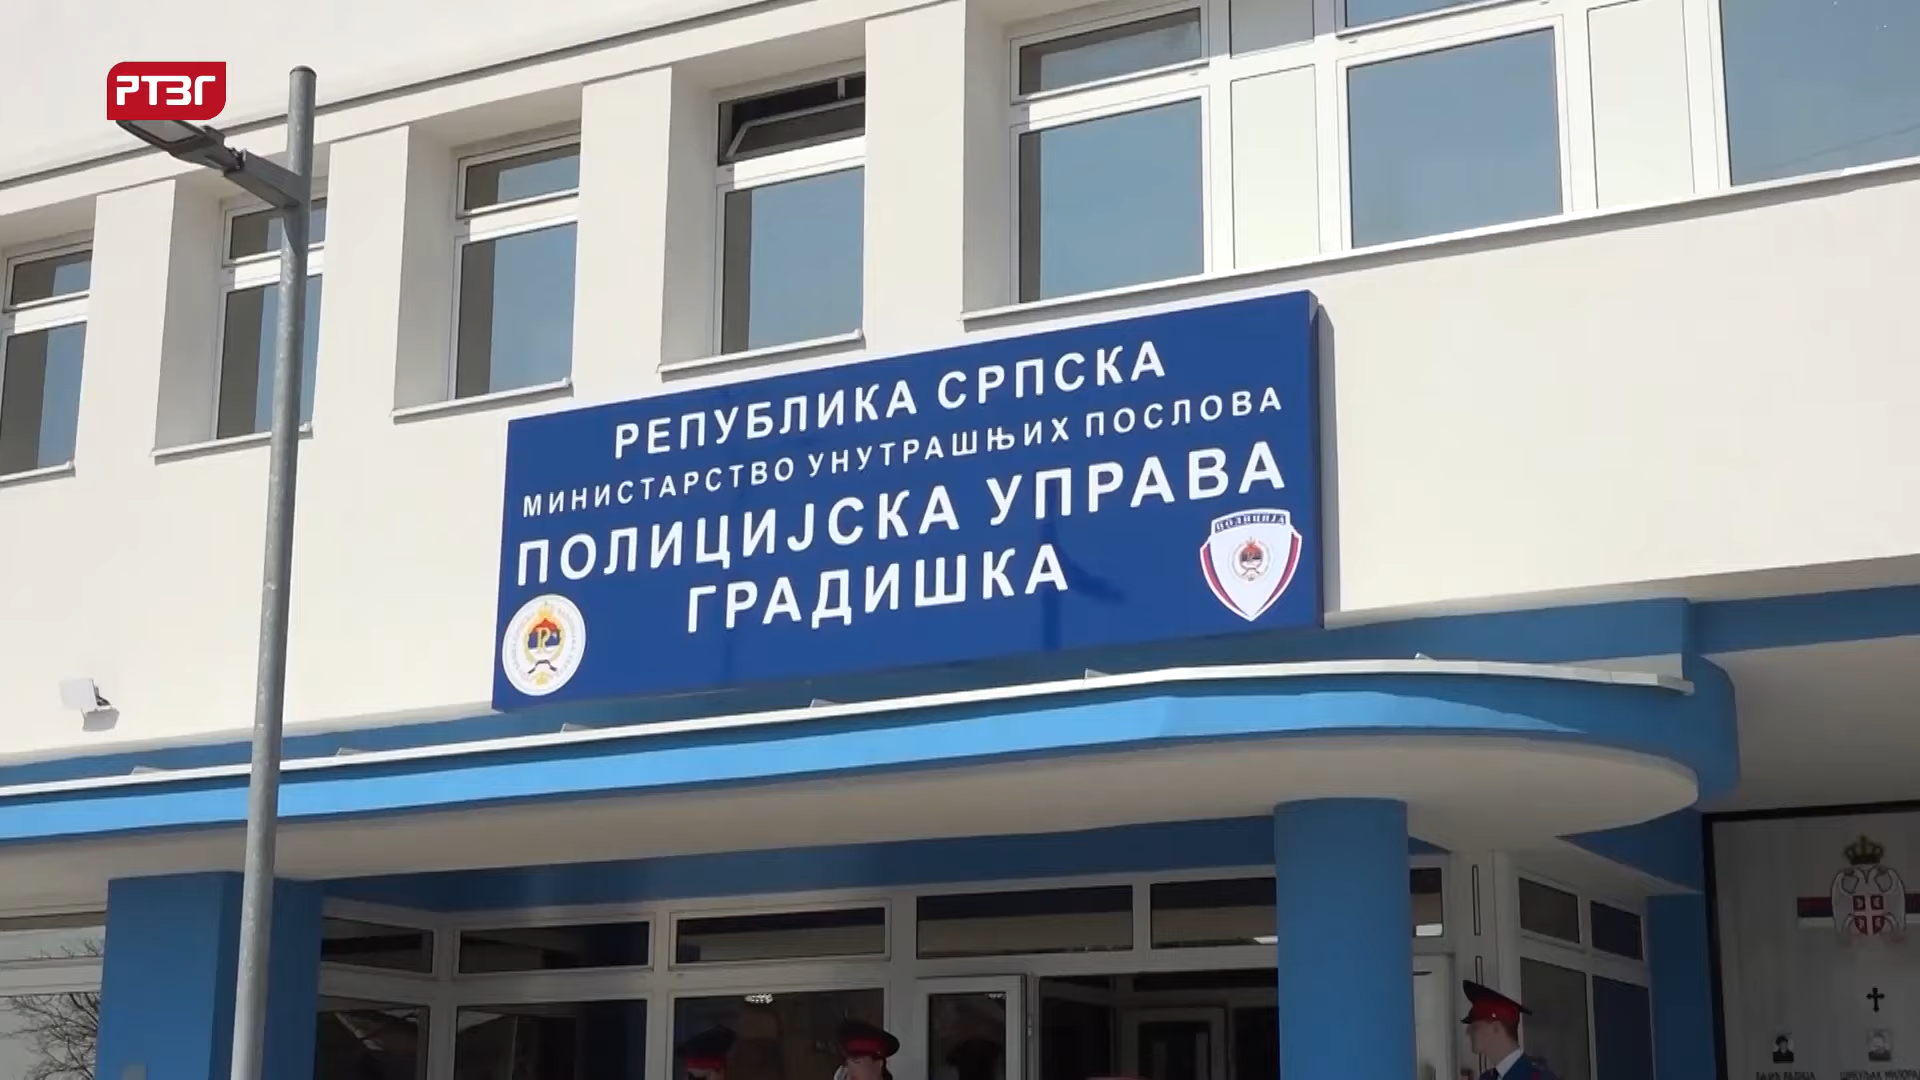 РТВГ
РЕПУБЛИКА СРПСКА
МИНИСТАРСТВО УНУТРАШЊИХ ПОСЛОВА
ПОЛИЦИЈСКА УПРАВА
ГРАДИШКА
ПОЛИЦИЈА